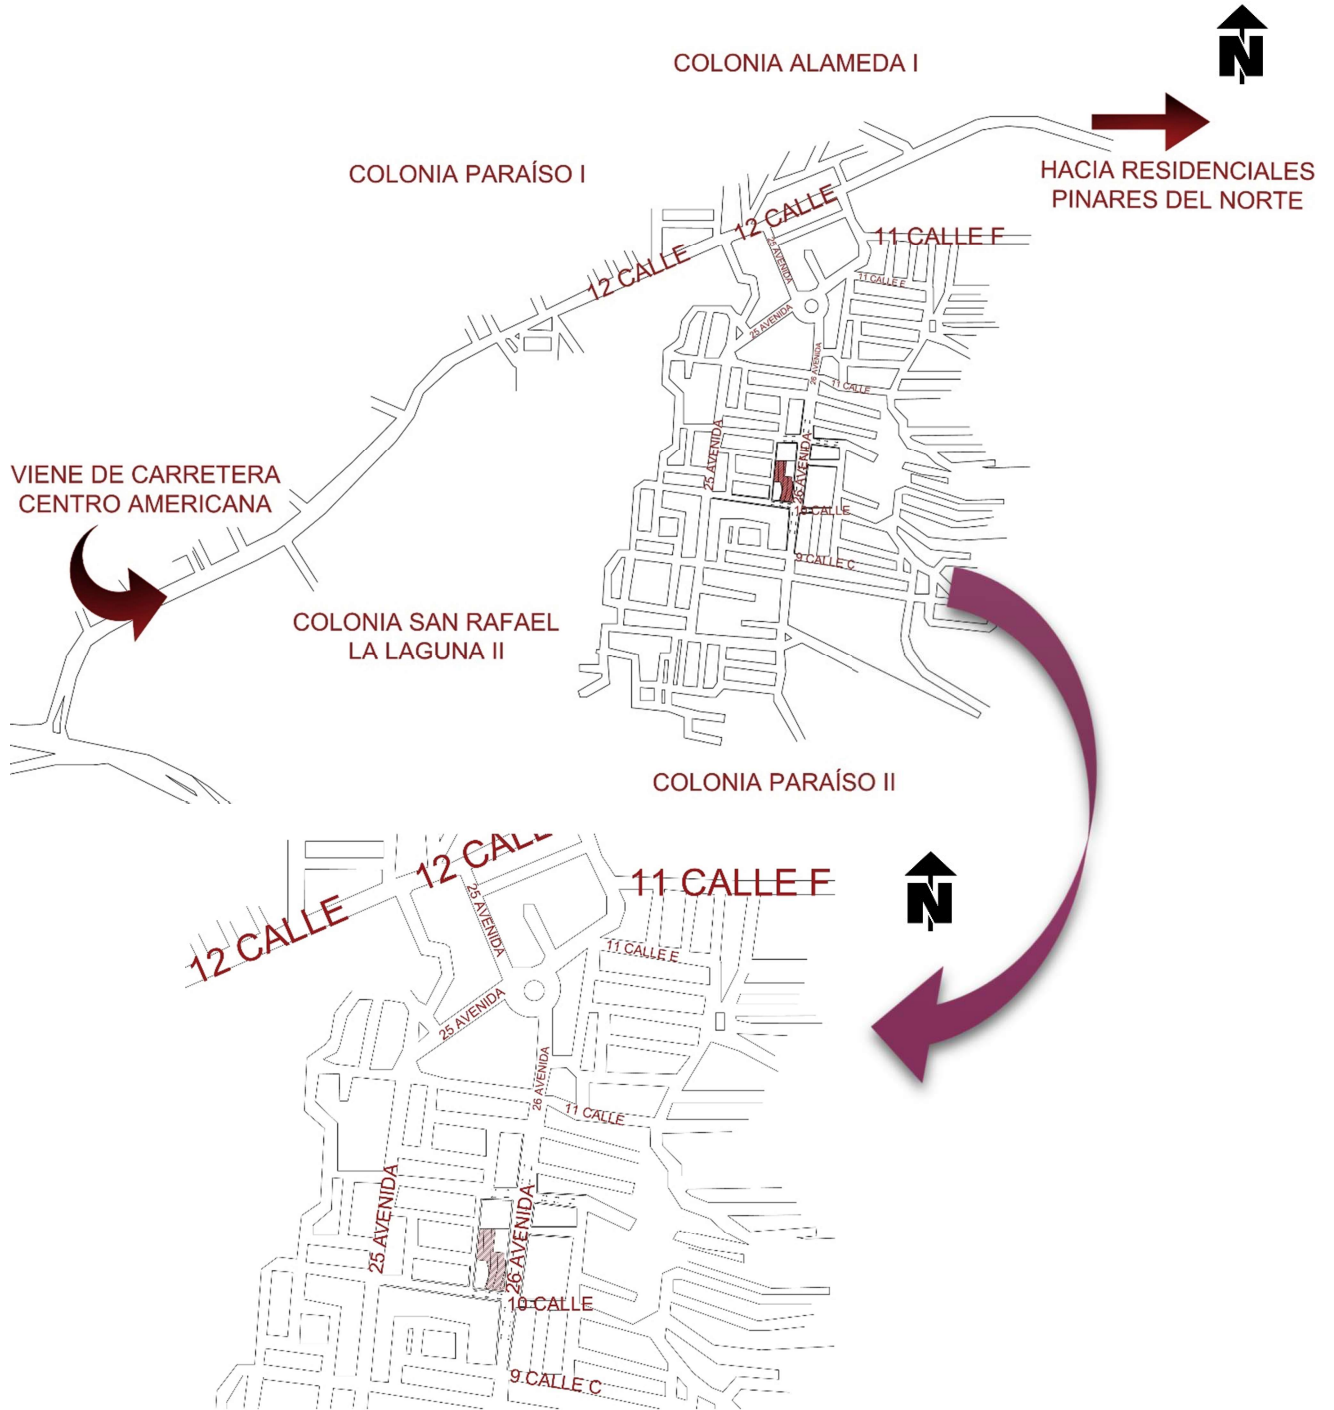 N
COLONIA ALAMEDA I
HACIA RESIDENCIALES
PINARES DEL NORTE
COLONIA PARAÍSO I
12 CALLE
12 CALLE
11 CALLE F
25 AVENIDA
11 CALLE E
25 AVENIDA
26 AVENIDA
11 CALLE
25 AVENIDA
26 AVENIDA
10 CALLE
9 CALLE C
VIENE DE CARRETERA
CENTRO AMERICANA
COLONIA SAN RAFAEL
LA LAGUNA II
COLONIA PARAÍSO II
12 CALL
11 CALLE F
N
12 CALLE
25 AVENIDA
11 CALLE E
25 AVENIDA
26 AVENIDA
11 CALLE
25 AVENIDA
26 AVENIDA
10 CALLE
9 CALLE C